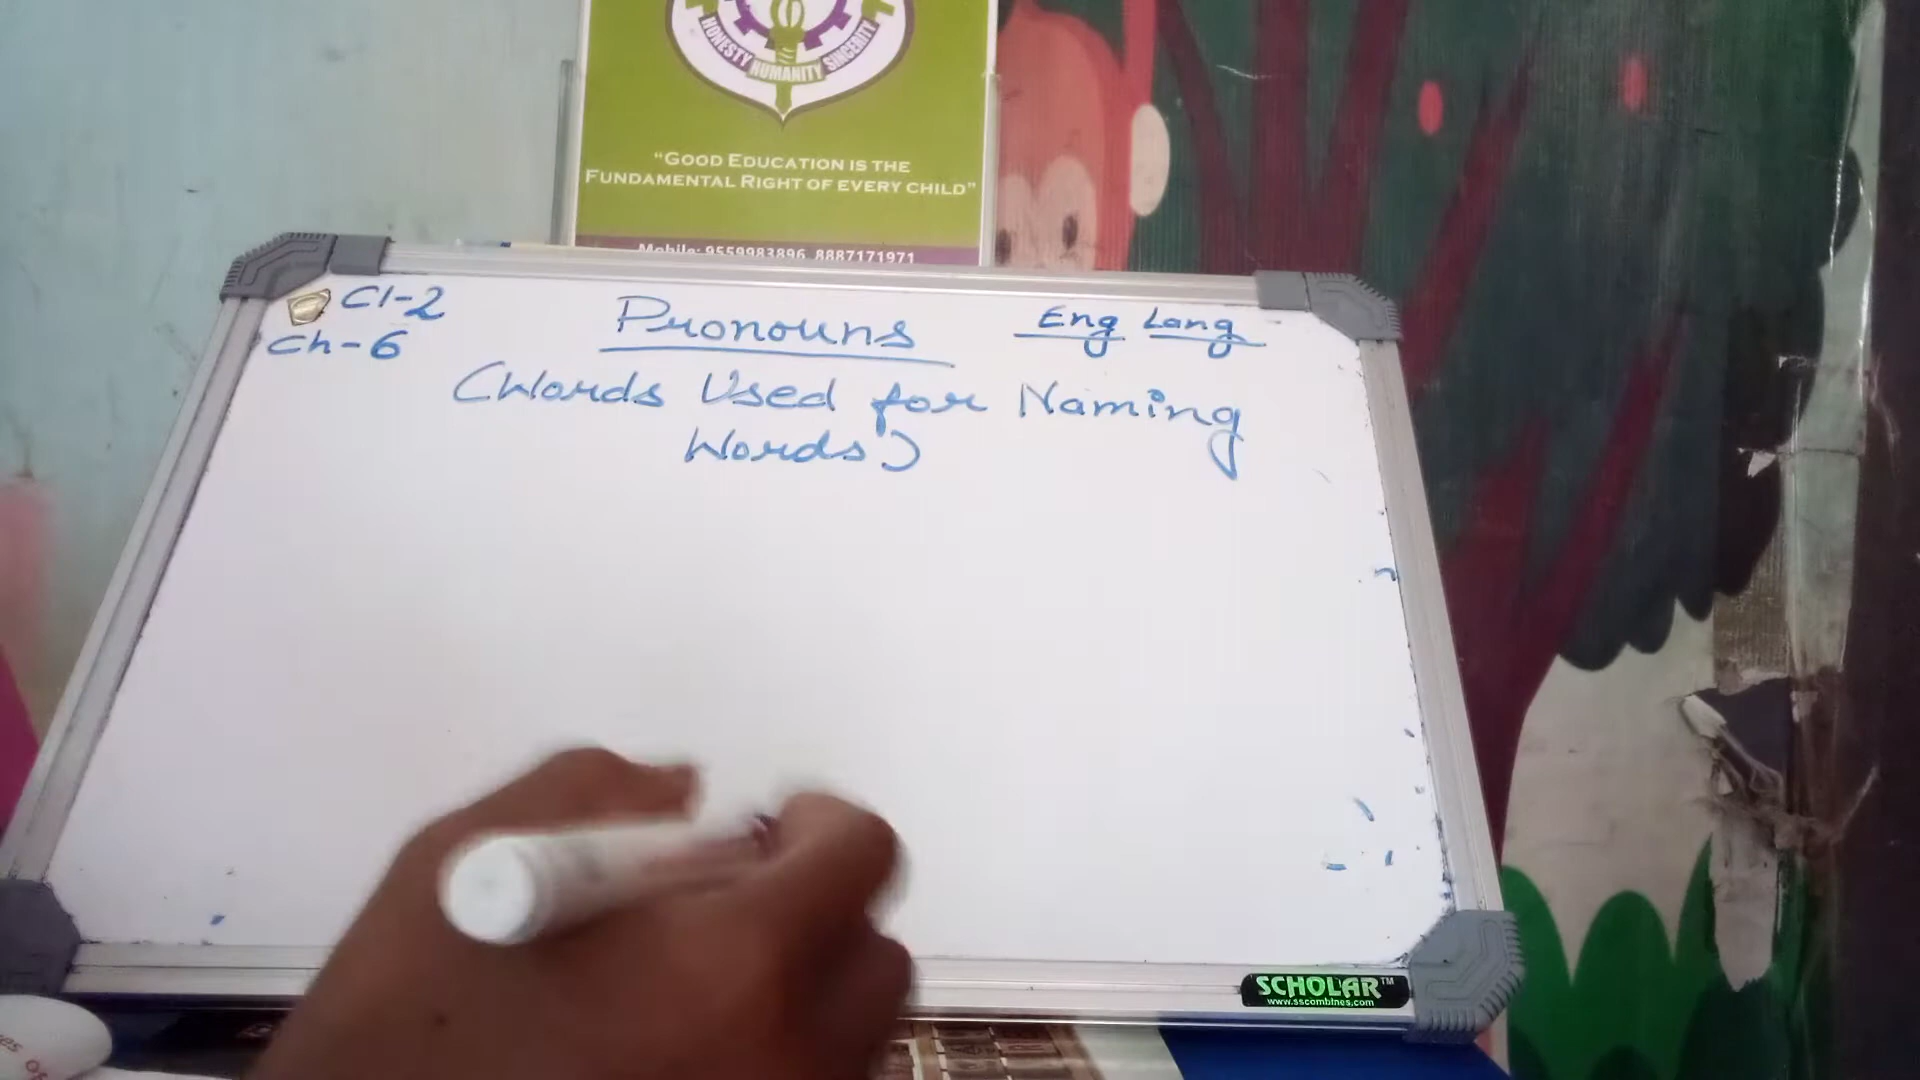 HONESTY HUMANITY SINCERITY
“GOOD EDUCATION IS THE
FUNDAMENTAL RIGHT OF EVERY CHILD”
Mobile: 9559983896, 8887171971
Cl-2
Ch-6
Pronouns
Eng Lang
(Words Used for Naming
Words)
SCHOLAR™
www.sscombines.com